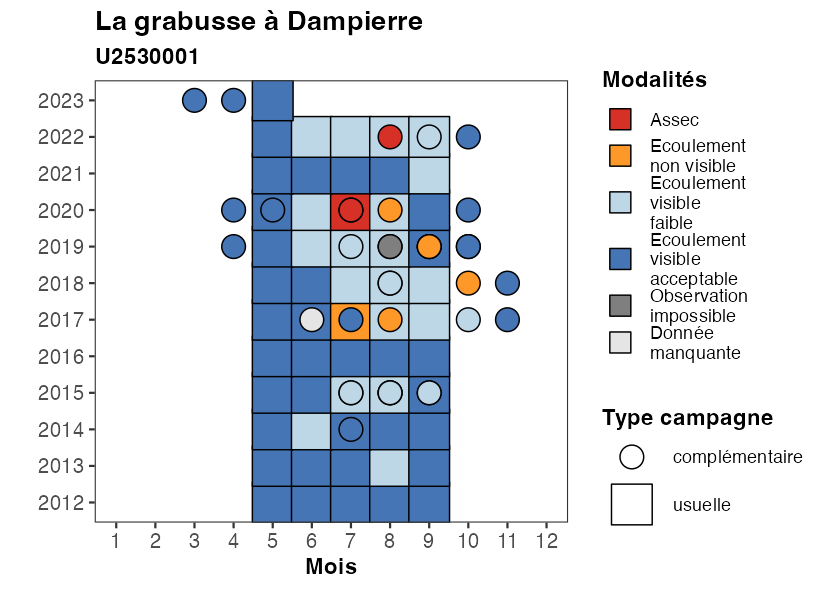 La grabusse à Dampierre
U2530001
2023
2022
2021
2020
2019
2018
2017
2016
2015
2014
2013
2012
1 2 3 4 5 6 7 8 9 10 11 12
Mois
Modalités
Assec
Ecoulement
non visible
Ecoulement
visible
faible
Ecoulement
visible
acceptable
Observation
impossible
Donnée
manquante
Type campagne
complémentaire
usuelle